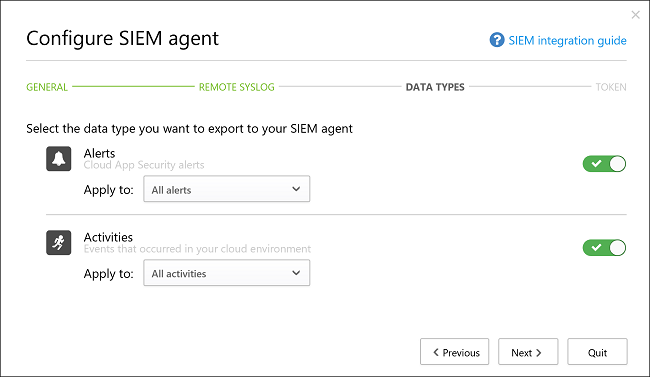 Configure SIEM agent
? SIEM integration guide
GENERAL REMOTE SYSLOG DATA TYPES TOKEN
Select the data type you want to export to your SIEM agent
Alerts
Cloud App Security alerts
Apply to: All alerts
Activities
Events that occurred in your cloud environment
Apply to: All activities
Previous Next Quit